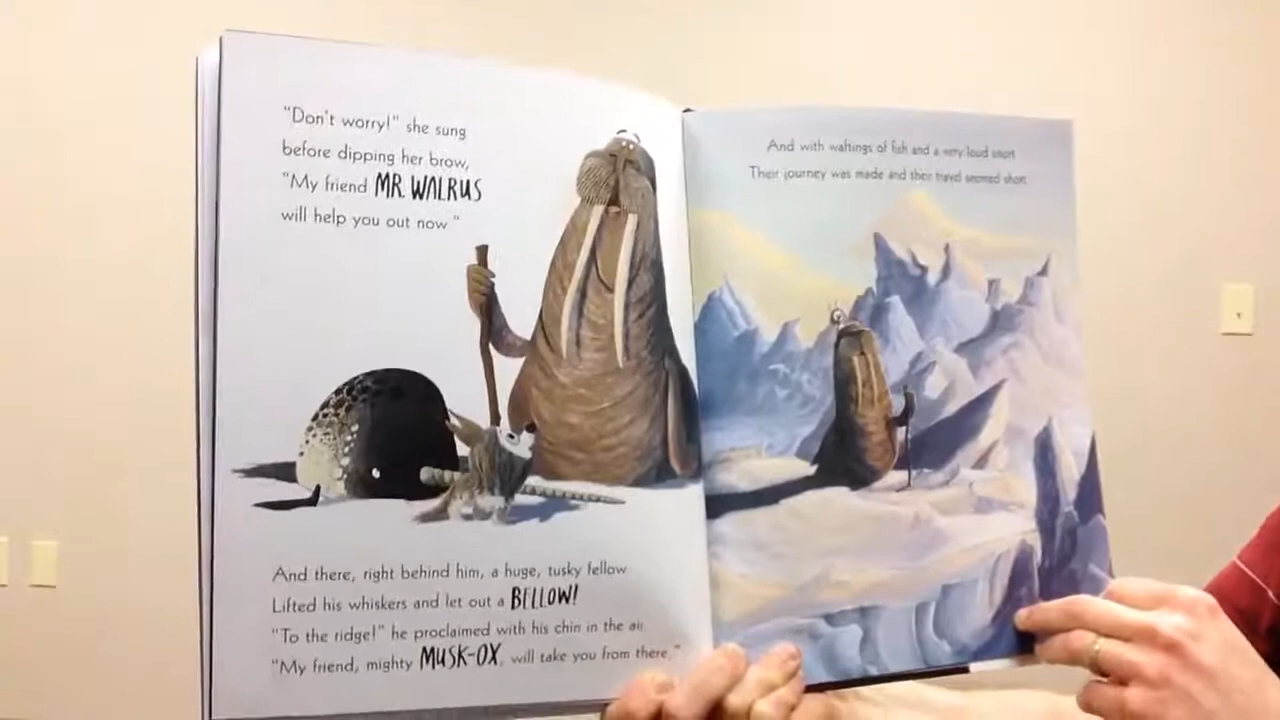 "Don't worry!" she sung
before dipping her brow,
"My friend MR. WALRUS
will help you out now."
And there, right behind him, a huge, tusky fellow
Lifted his whiskers and let out a BELLOW!
"To the ridge!" he proclaimed with his chin in the air.
"My friend, mighty MUSK-OX, will take you from there."
And with waftings of fish and a very loud snort
Their journey was made and their travel seemed short.